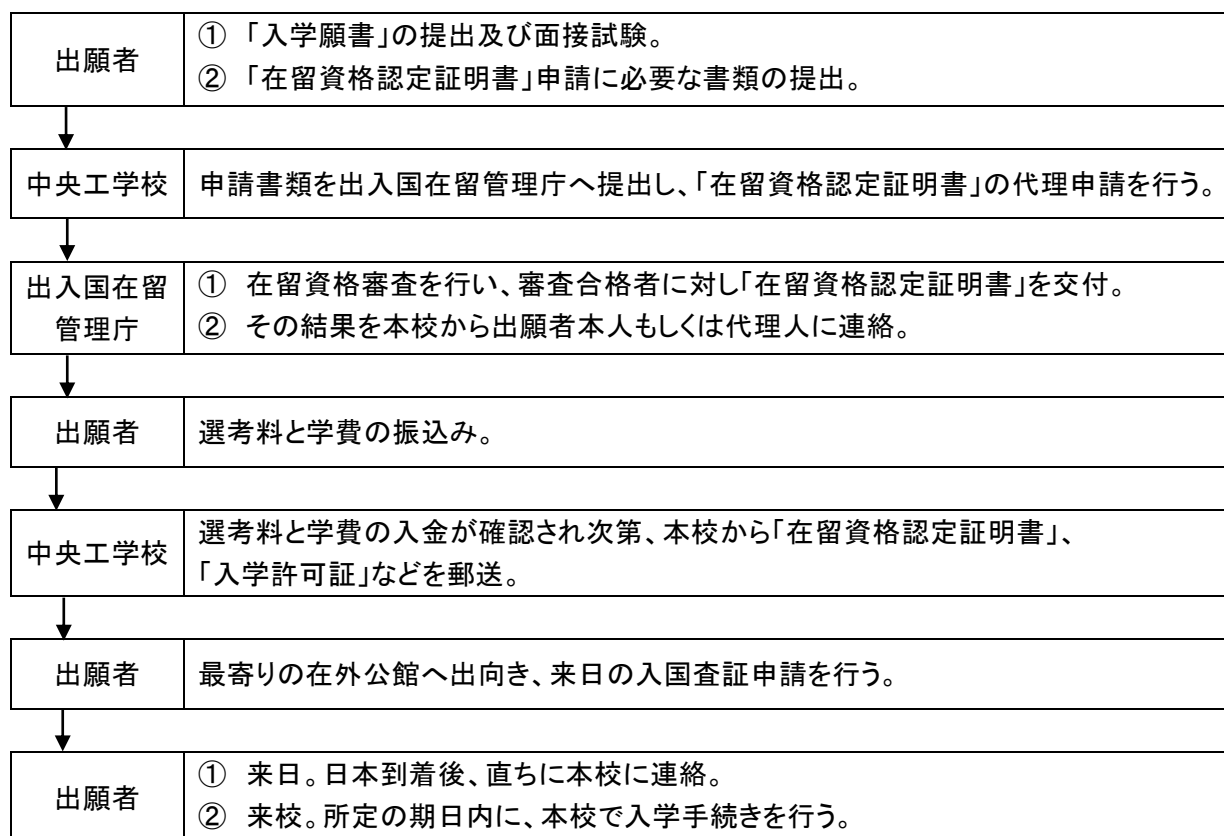 出願者
① 「入学願書」の提出及び面接試験。
② 「在留資格認定証明書」申請に必要な書類の提出。
中央工学校
申請書類を出入国在留管理庁へ提出し、「在留資格認定証明書」の代理申請を行う。
出入国在留
管理庁
① 在留資格審査を行い、審査合格者に対し「在留資格認定証明書」を交付。
② その結果を本校から出願者本人もしくは代理人に連絡。
出願者
選考料と学費の振込み。
中央工学校
選考料と学費の入金が確認され次第、本校から「在留資格認定証明書」、
「入学許可証」などを郵送。
出願者
最寄りの在外公館へ出向き、来日の入国査証申請を行う。
出願者
① 来日。日本到着後、直ちに本校に連絡。
② 来校。所定の期日内に、本校で入学手続きを行う。